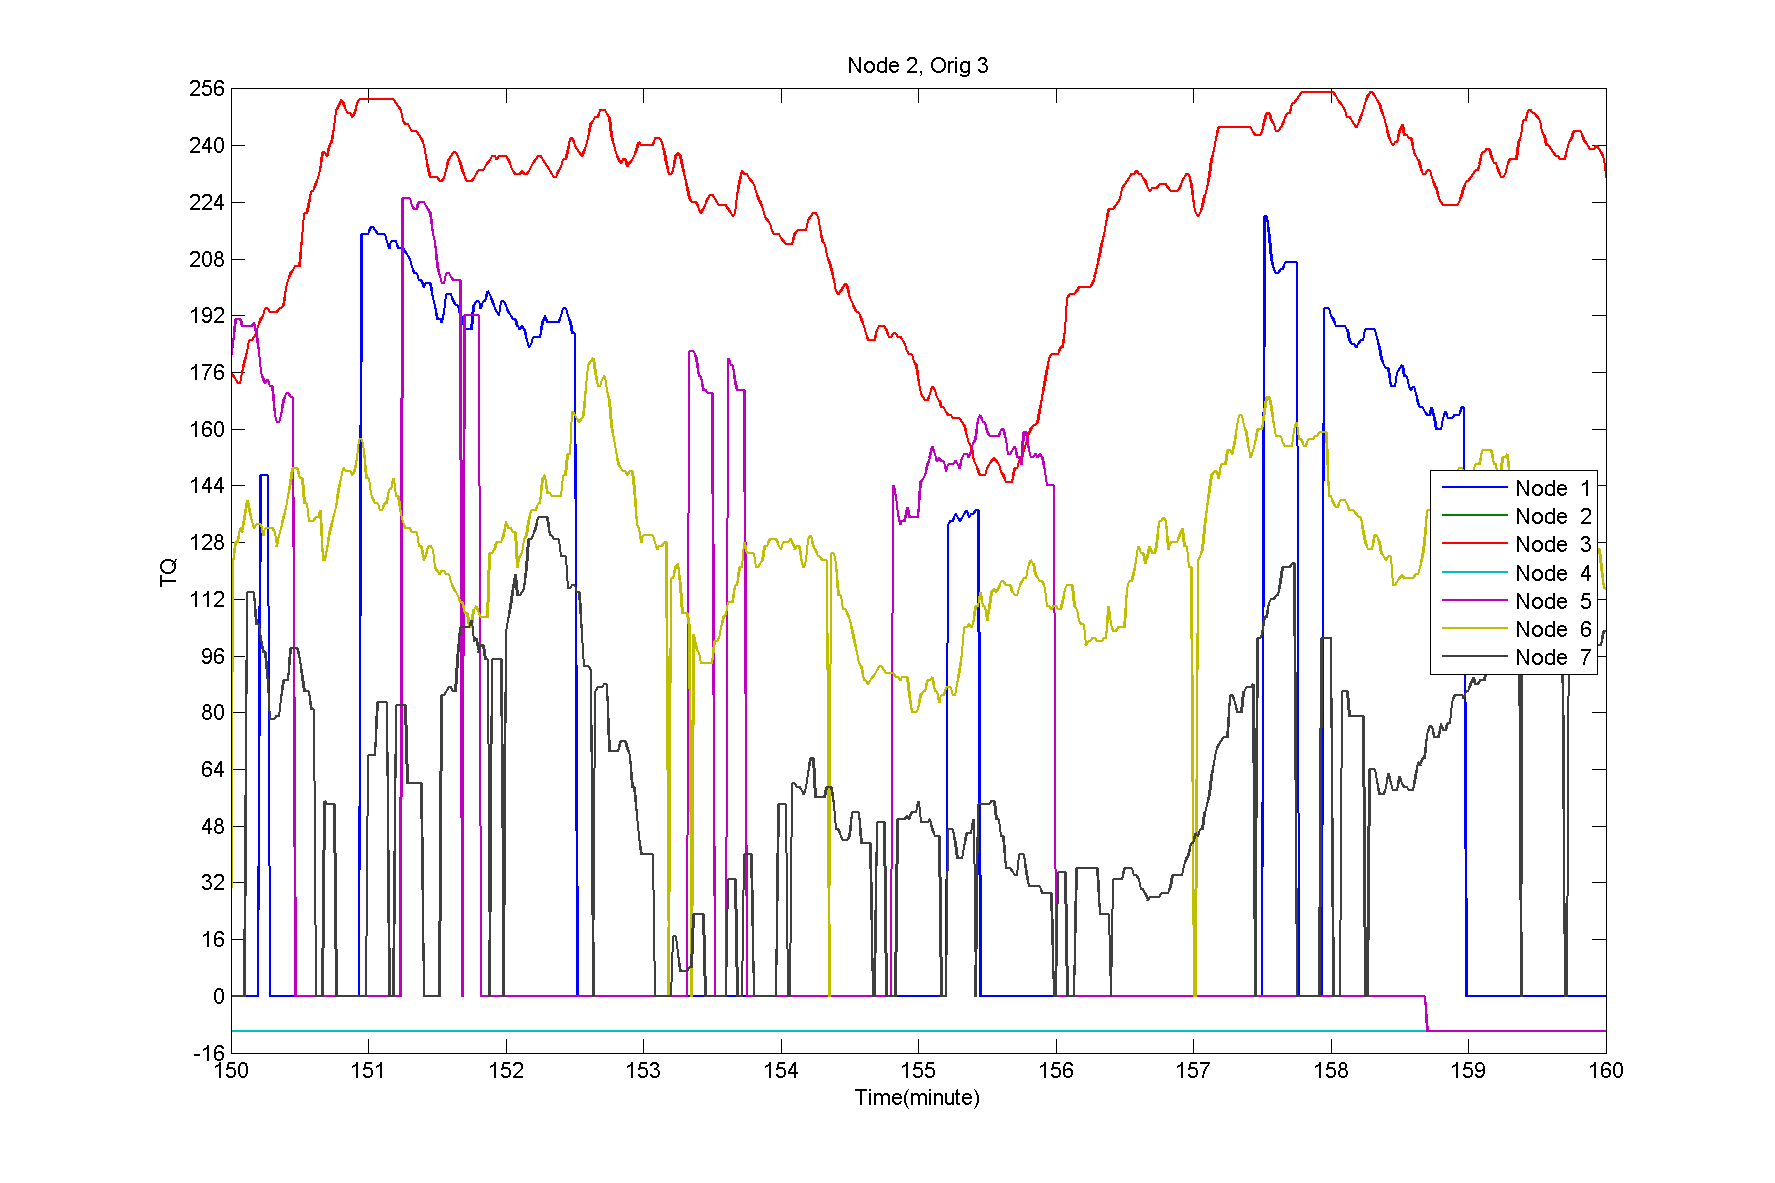 Node 2, Orig 3
256
240
224
208
192
176
160
144
128
112
96
80
64
48
32
16
0
-16
TQ
150 151 152 153 154 155 156 157 158 159 160
Time(minute)
Node 1
Node 2
Node 3
Node 4
Node 5
Node 6
Node 7